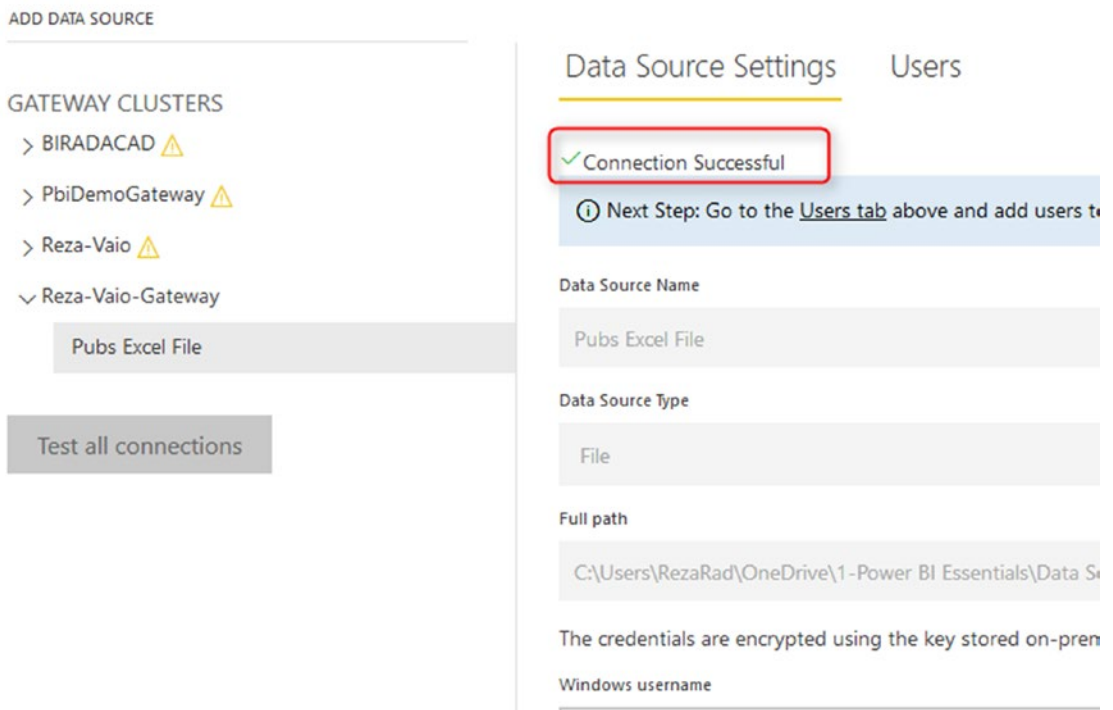 ADD DATA SOURCE
GATEWAY CLUSTERS
BIRADACAD
PbiDemoGateway
Reza-Vaio
Reza-Vaio-Gateway
Pubs Excel File
Test all connections
Data Source Settings Users
Connection Successful
Next Step: Go to the Users tab above and add users
Data Source Name
Pubs Excel File
Data Source Type
File
Full path
C:\Users\RezaRad\OneDrive\1-Power BI Essentials\Data
The credentials are encrypted using the key stored
Windows username